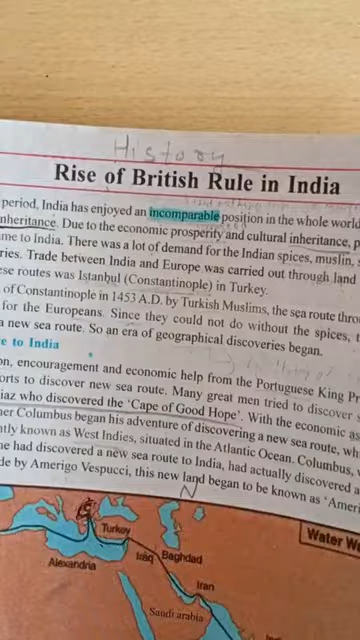 History
Rise of British Rule in India
period, India has enjoyed an incomparable position in the whole world
nheritance. Due to the economic prosperity and cultural inheritance, p
me to India. There was a lot of demand for the Indian spices, muslin, s
ries. Trade between India and Europe was carried out through land
ese routes was Istanbul (Constantinople) in Turkey.
of Constantinople in 1453 A.D. by Turkish Muslims, the sea route thro
for the Europeans. Since they could not do without the spices, t
a new sea route. So an era of geographical discoveries began.
e to India
on, encouragement and economic help from the Portuguese King Pr
orts to discover new sea route. Many great men tried to discover s
iaz who discovered the 'Cape of Good Hope'. With the economic a
her Columbus began his adventure of discovering a new sea route, wh
ntly known as West Indies, situated in the Atlantic Ocean. Columbus, w
he had discovered a new sea route to India, had actually discovered a
de by Amerigo Vespucci, this new land began to be known as 'Ameri
N
Turkey
Water W
Alexandria
Iraq
Baghdad
Iran
Saudi arabia